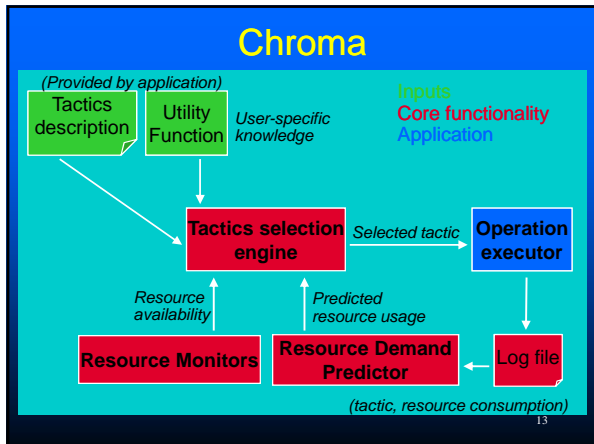 Chroma
(Provided by application)
Tactics
description
Utility
Function
User-specific
knowledge
Inputs
Core functionality
Application
Tactics selection
engine
Selected tactic
Operation
executor
Resource
availability
Predicted
resource usage
Resource Monitors
Resource Demand
Predictor
Log file
(tactic, resource consumption)
13